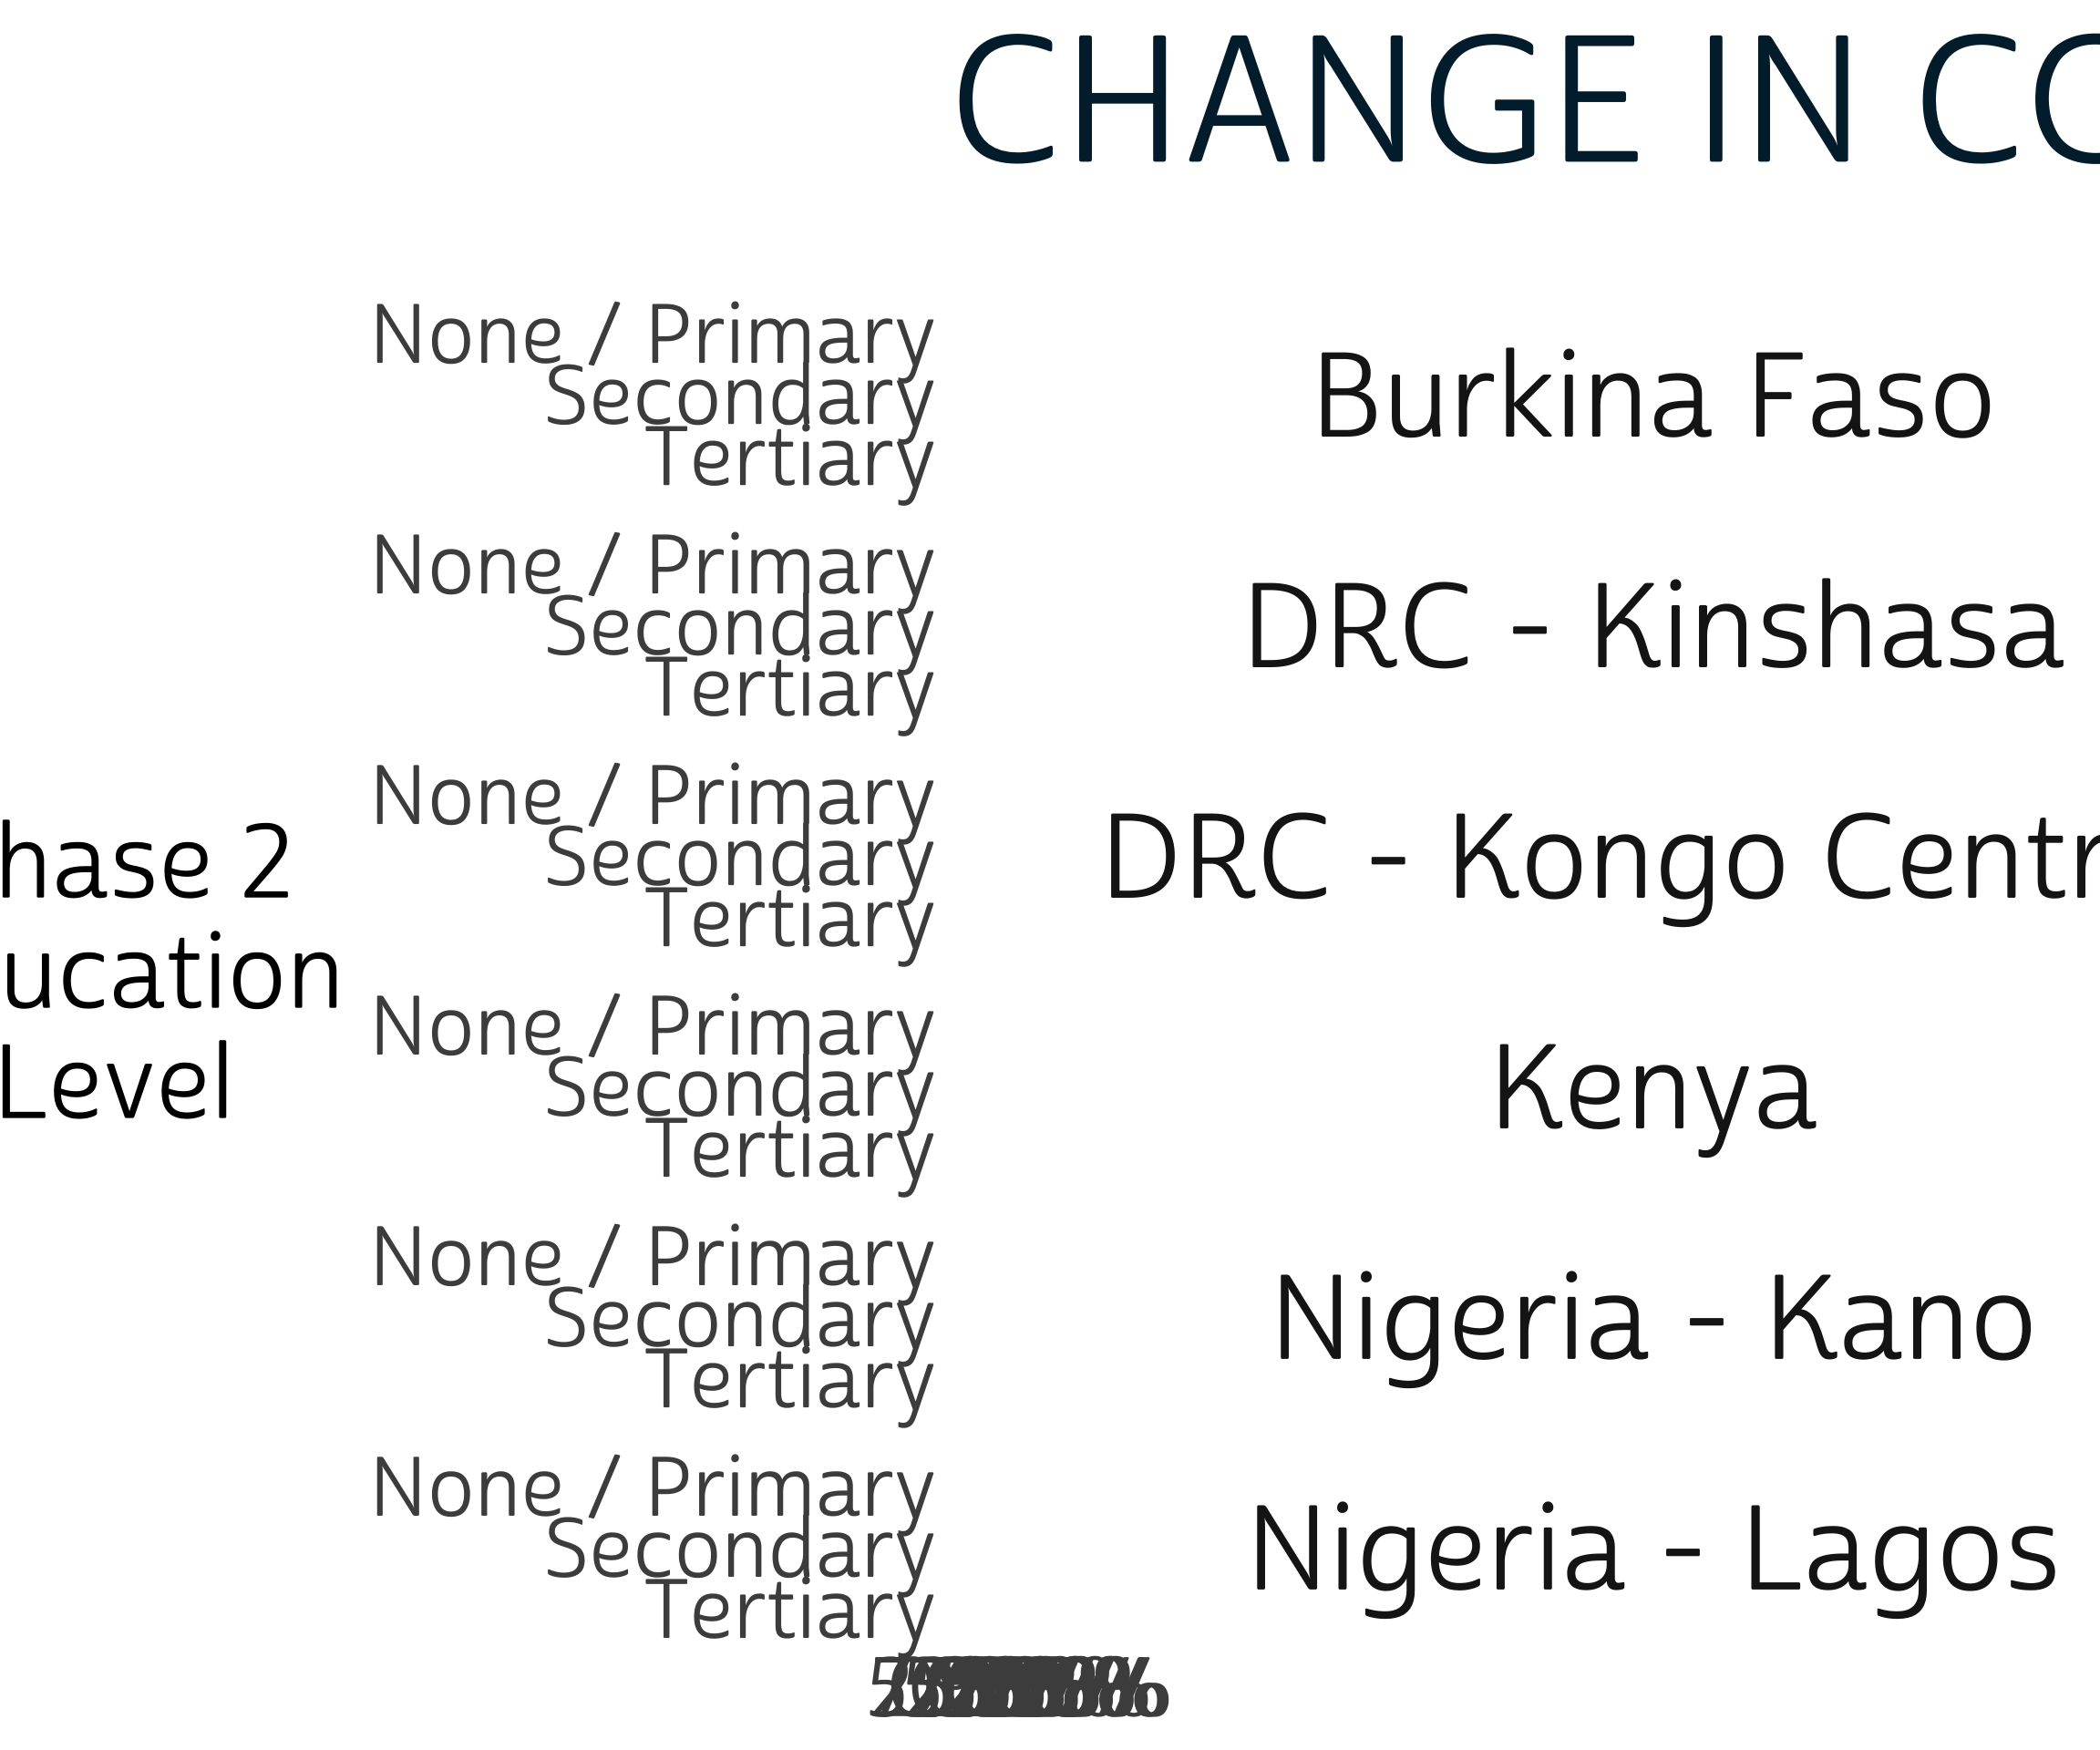 CHANGE IN CO
None / Primary
Secondary
Tertiary
Burkina Faso
None / Primary
Secondary
Tertiary
DRC - Kinshasa
None / Primary
Secondary
Tertiary
DRC - Kongo Centr
hase 2
ucation
Level
None / Primary
Secondary
Tertiary
Kenya
None / Primary
Secondary
Tertiary
Nigeria - Kano
None / Primary
Secondary
Tertiary
Nigeria - Lagos